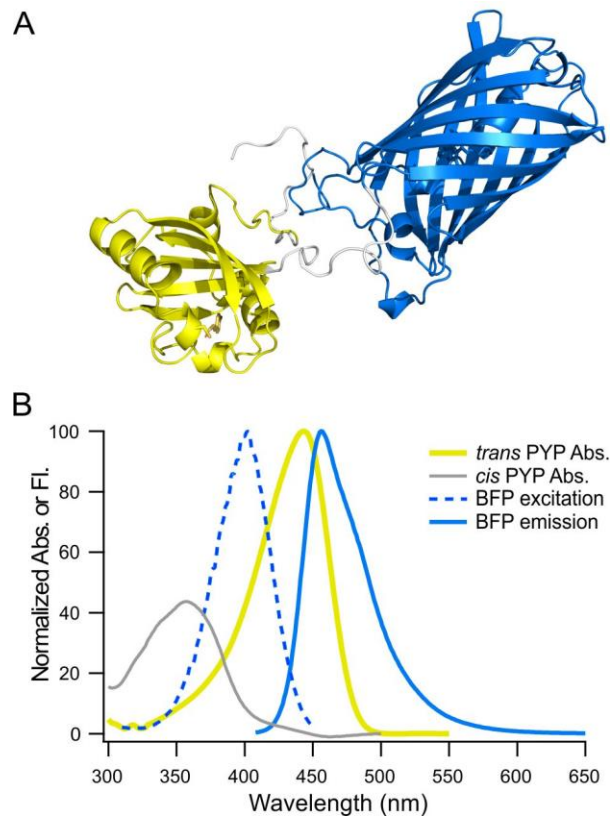 A
B
Normalized Abs. or Fl.
100
80
60
40
20
0
trans PYP Abs.
cis PYP Abs.
BFP excitation
BFP emission
300 350 400 450 500 550 600 650
Wavelength (nm)